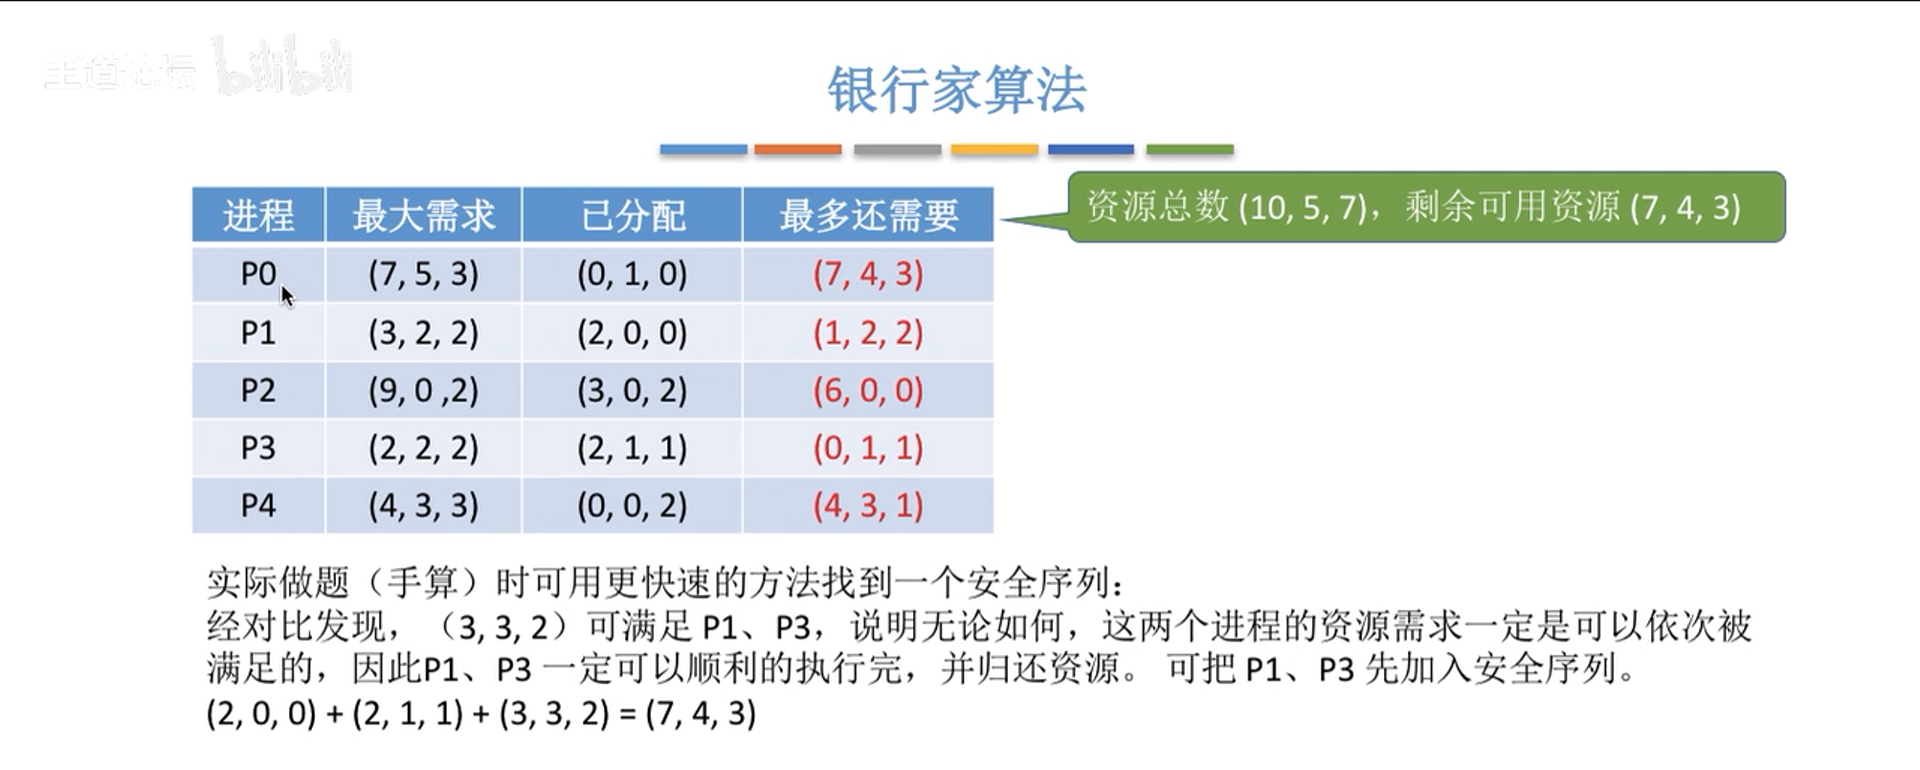 王道论坛 bilibili
银行家算法
资源总数 (10, 5, 7)，剩余可用资源 (7, 4, 3)
进程 最大需求 已分配 最多还需要
P0 (7, 5, 3) (0, 1, 0) (7, 4, 3)
P1 (3, 2, 2) (2, 0, 0) (1, 2, 2)
P2 (9, 0 ,2) (3, 0, 2) (6, 0, 0)
P3 (2, 2, 2) (2, 1, 1) (0, 1, 1)
P4 (4, 3, 3) (0, 0, 2) (4, 3, 1)
实际做题（手算）时可用更快速的方法找到一个安全序列：
经对比发现，（3, 3, 2）可满足 P1、P3，说明无论如何，这两个进程的资源需求一定是可以依次被
满足的，因此P1、P3 一定可以顺利的执行完，并归还资源。 可把 P1、P3 先加入安全序列。
(2, 0, 0) + (2, 1, 1) + (3, 3, 2) = (7, 4, 3)